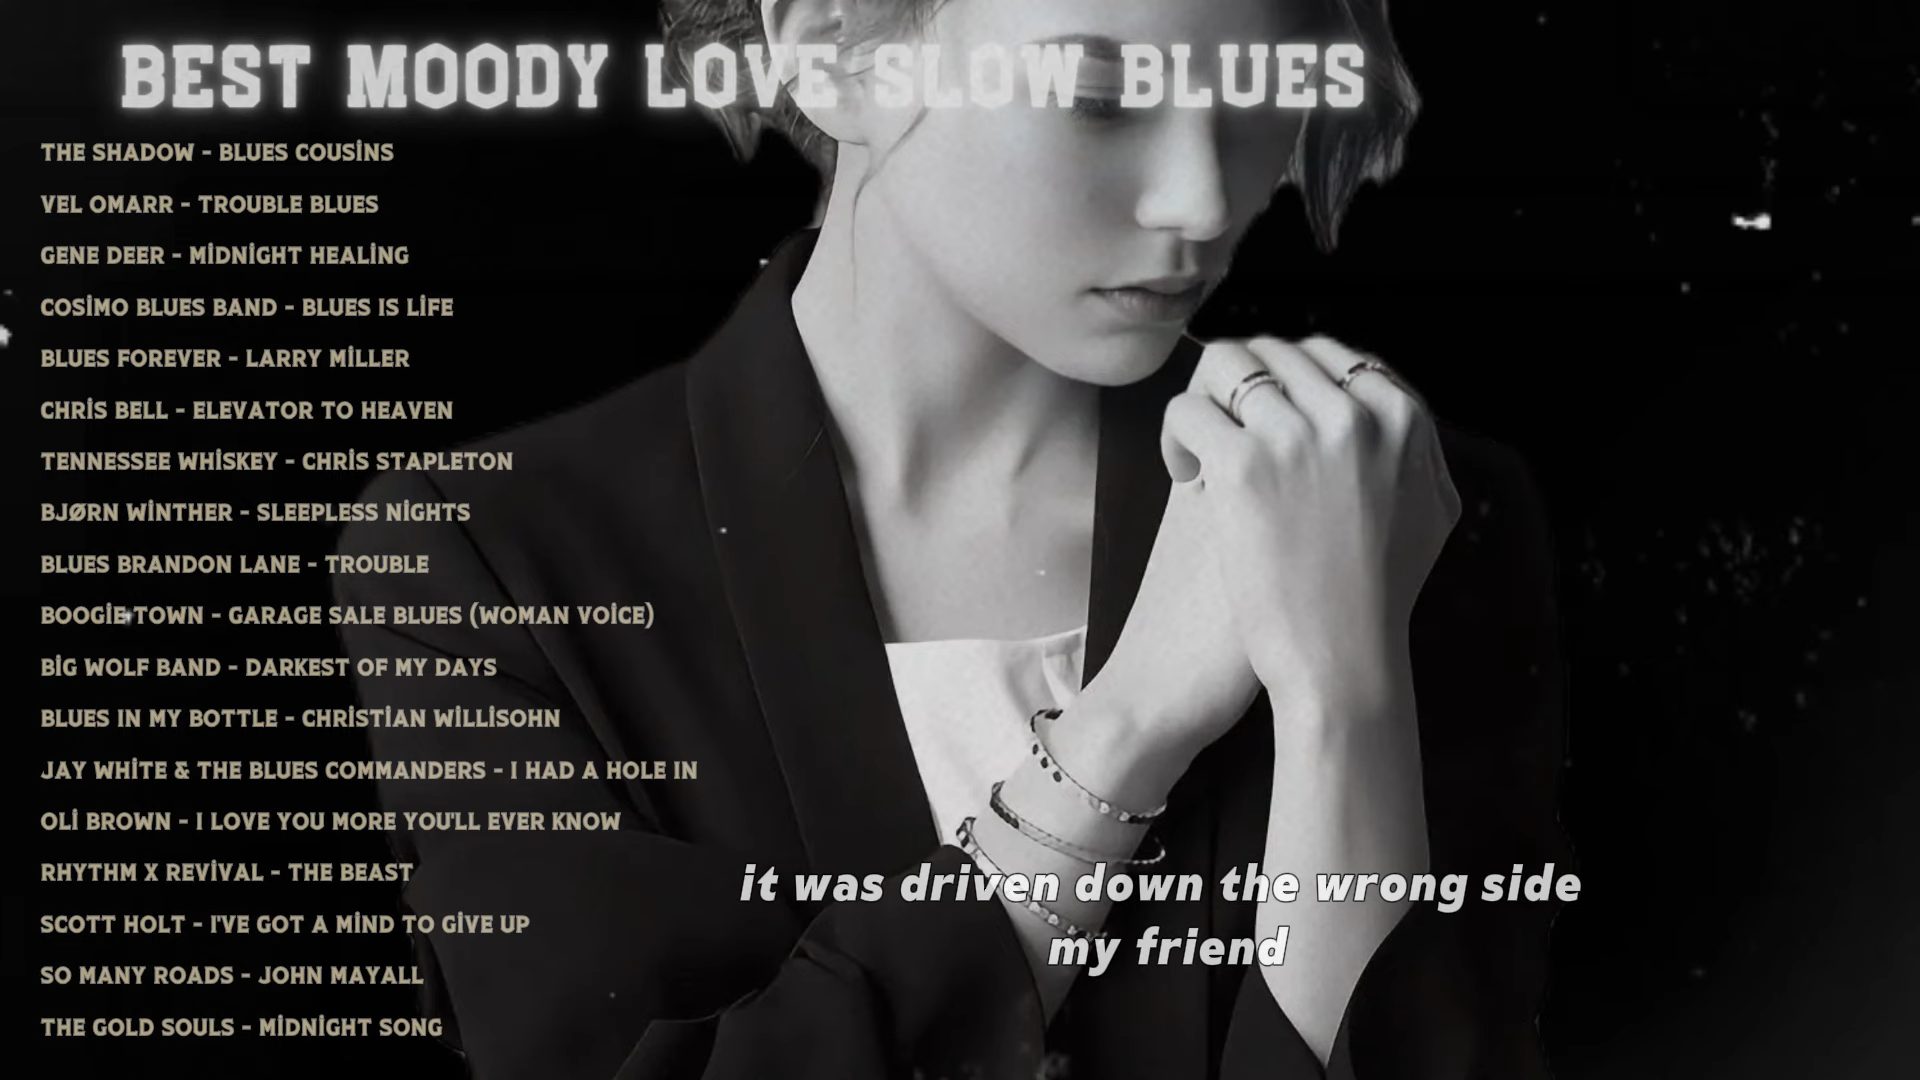 BEST MOODY LOVE SLOW BLUES
THE SHADOW - BLUES COUSINS
VEL OMARR - TROUBLE BLUES
GENE DEER - MIDNIGHT HEALING
COSIMO BLUES BAND - BLUES IS LIFE
BLUES FOREVER - LARRY MILLER
CHRIS BELL - ELEVATOR TO HEAVEN
TENNESSEE WHISKEY - CHRIS STAPLETON
BJØRN WINTHER - SLEEPLESS NIGHTS
BLUES BRANDON LANE - TROUBLE
BOOGIE TOWN - GARAGE SALE BLUES (WOMAN VOICE)
BIG WOLF BAND - DARKEST OF MY DAYS
BLUES IN MY BOTTLE - CHRISTIAN WILLISOHN
JAY WHITE & THE BLUES COMMANDERS - I HAD A HOLE IN
OLI BROWN - I LOVE YOU MORE YOU'LL EVER KNOW
RHYTHM X REVIVAL - THE BEAST
SCOTT HOLT - I'VE GOT A MIND TO GIVE UP
SO MANY ROADS - JOHN MAYALL
THE GOLD SOULS - MIDNIGHT SONG
it was driven down the wrong side
my friend